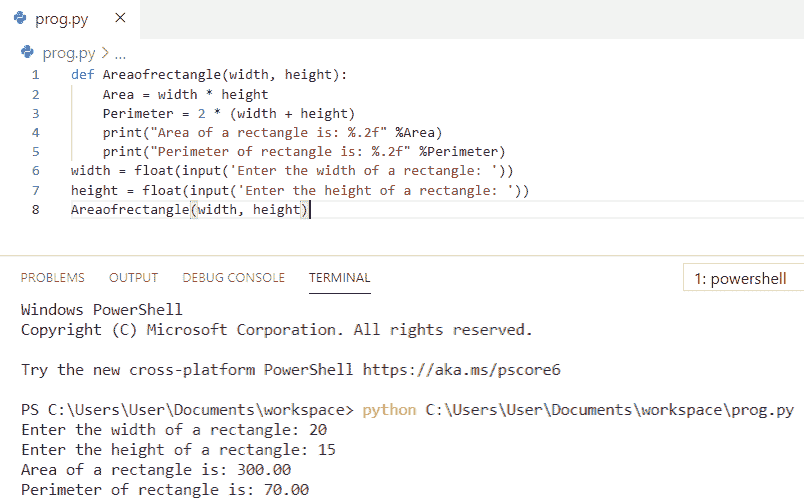 prog.py ×
prog.py > ...
1 def Areaofrectangle(width, height):
2     Area = width * height
3     Perimeter = 2 * (width + height)
4     print("Area of a rectangle is: %.2f" %Area)
5     print("Perimeter of rectangle is: %.2f" %Perimeter)
6 width = float(input('Enter the width of a rectangle: '))
7 height = float(input('Enter the height of a rectangle: '))
8 Areaofrectangle(width, height)
PROBLEMS OUTPUT DEBUG CONSOLE TERMINAL 1: powershell
Windows PowerShell
Copyright (C) Microsoft Corporation. All rights reserved.
Try the new cross-platform PowerShell https://aka.ms/pscore6
PS C:\Users\User\Documents\workspace> python C:\Users\User\Documents\workspace\prog.py
Enter the width of a rectangle: 20
Enter the height of a rectangle: 15
Area of a rectangle is: 300.00
Perimeter of rectangle is: 70.00